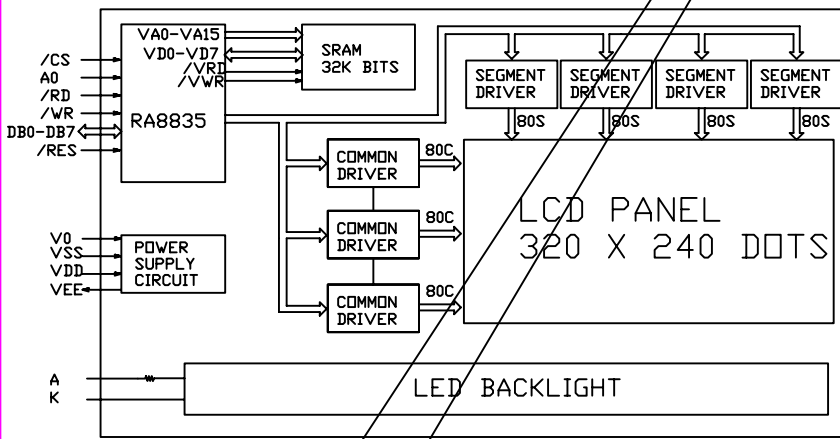 /CS
A0
/RD
/WR
DB0-DB7
/RES
RA8835
VA0-VA15
VD0-VD7
/VRD
/VWR
SRAM
32K BITS
SEGMENT
DRIVER
SEGMENT
DRIVER
SEGMENT
DRIVER
SEGMENT
DRIVER
80S
80S
80S
80S
COMMON
DRIVER
80C
COMMON
DRIVER
80C
COMMON
DRIVER
80C
LCD PANEL
320 X 240 DOTS
V0
VSS
VDD
VEE
POWER
SUPPLY
CIRCUIT
A
K
LED BACKLIGHT